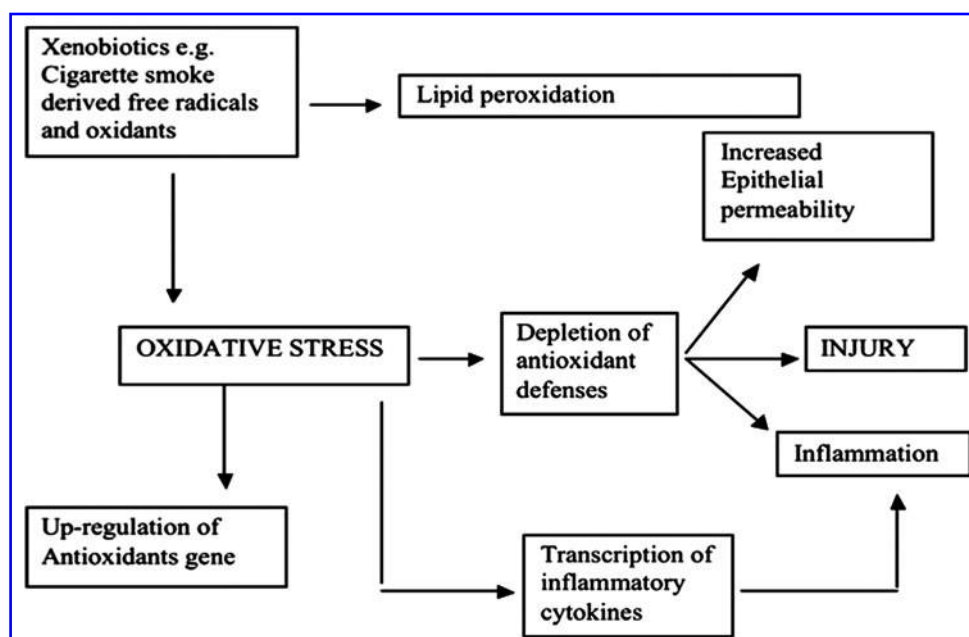 Xenobiotics e.g.
Cigarette smoke
derived free radicals
and oxidants
Lipid peroxidation
Increased
Epithelial
permeability
OXIDATIVE STRESS
Depletion of
antioxidant
defenses
INJURY
Inflammation
Up-regulation of
Antioxidants gene
Transcription of
inflammatory
cytokines